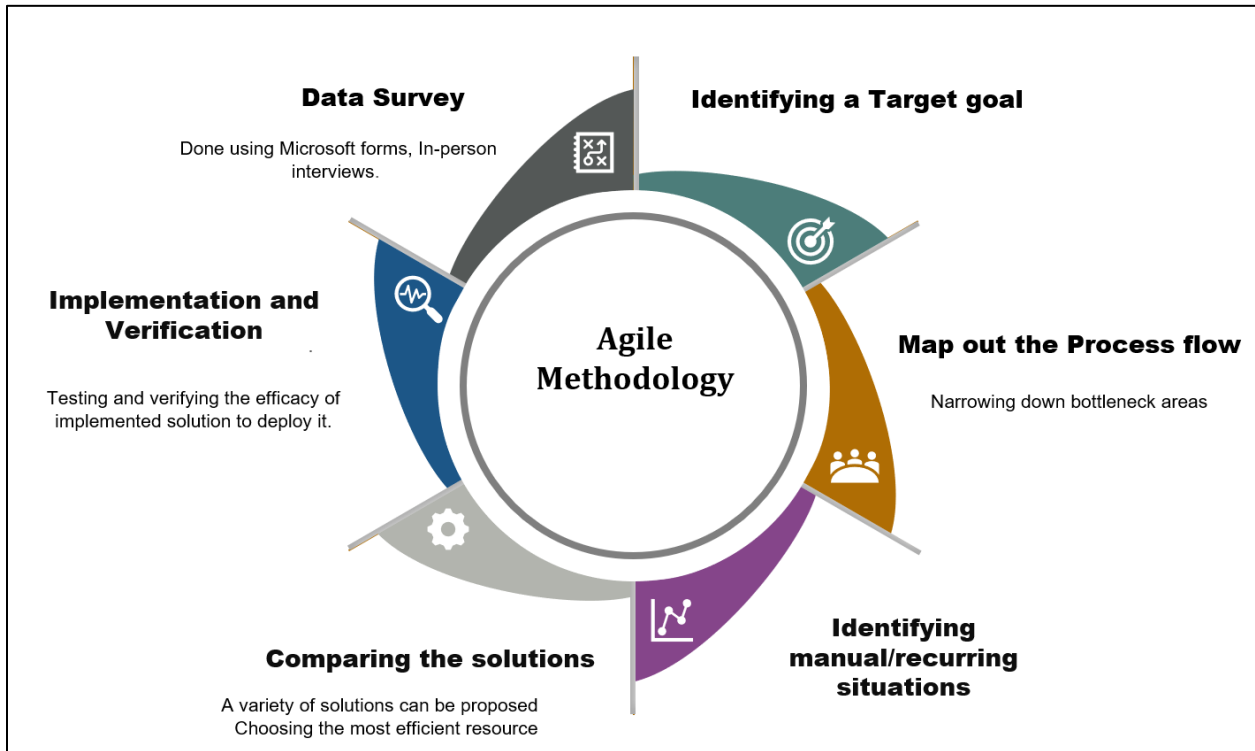 Data Survey
Done using Microsoft forms, In-person
interviews.
Identifying a Target goal
Implementation and
Verification
.
Testing and verifying the efficacy of
implemented solution to deploy it.
Agile
Methodology
Map out the Process flow
Narrowing down bottleneck areas
Comparing the solutions
A variety of solutions can be proposed
Choosing the most efficient resource
Identifying
manual/recurring
situations